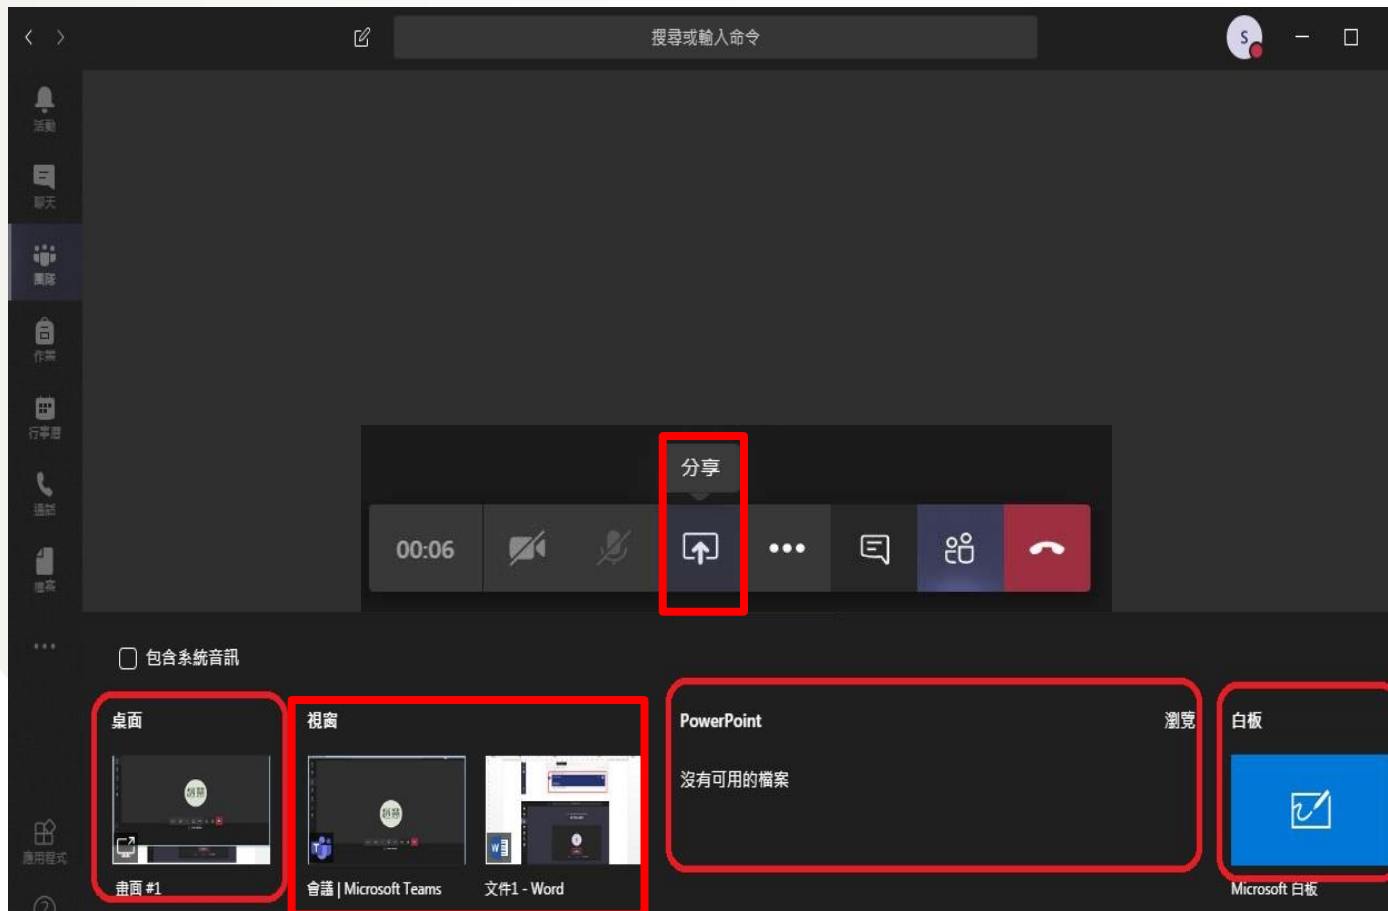 搜尋或輸入命令
S
活動
聊天
團隊
作業
行事曆
通話
檔案
分享
00:06
包含系統音訊
桌面
視窗
PowerPoint
瀏覽
白板
沒有可用的檔案
應用程式
畫面 #1
會議 | Microsoft Teams
文件1 - Word
Microsoft 白板